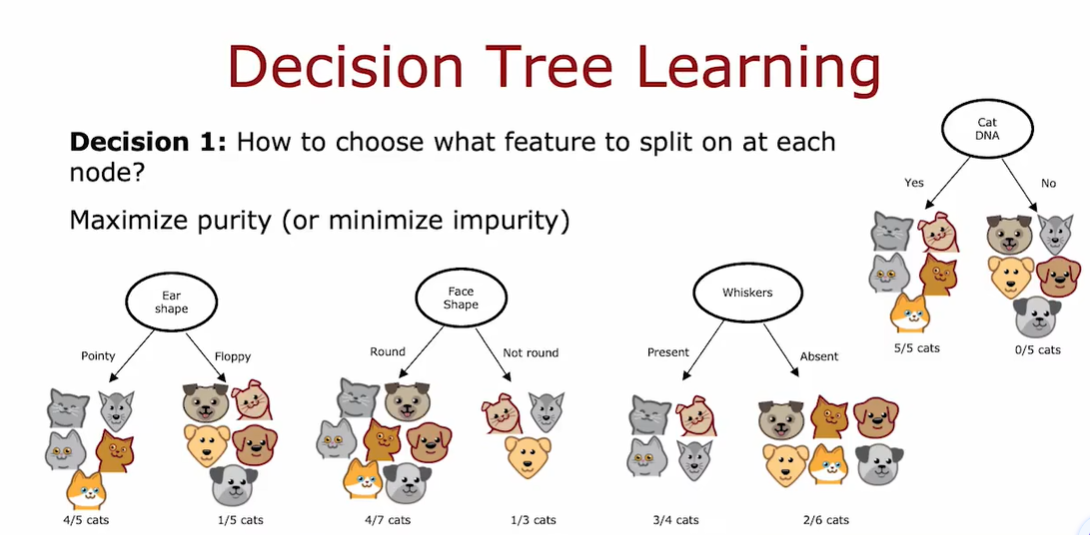 Decision Tree Learning
Decision 1: How to choose what feature to split on at each
node?
Maximize purity (or minimize impurity)
Cat
DNA
Yes
No
5/5 cats
0/5 cats
Ear
shape
Pointy
Floppy
4/5 cats
1/5 cats
Face
Shape
Round
Not round
4/7 cats
1/3 cats
Whiskers
Present
Absent
3/4 cats
2/6 cats